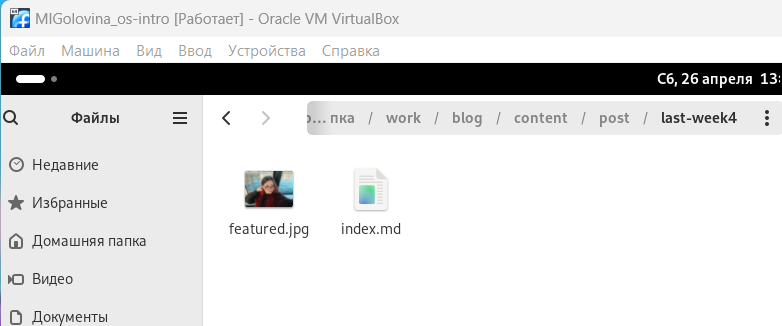 MIGolovina_os-intro [Работает] - Oracle VM VirtualBox
Файл Машина Вид Ввод Устройства Справка
Сб, 26 апреля 13:
Файлы
пка / work / blog / content / post / last-week4
Недавние
Избранные
Домашняя папка
Видео
Документы
featured.jpg index.md